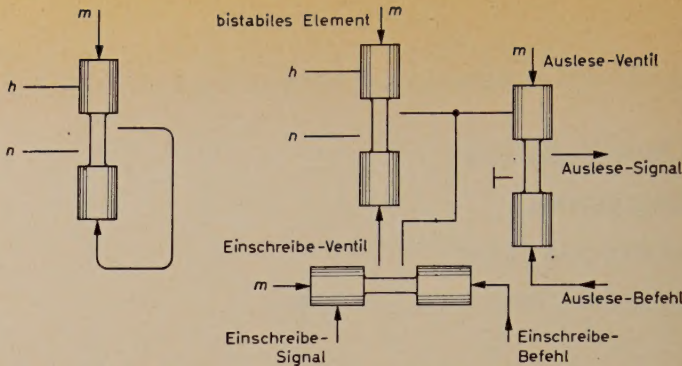 m
h
n
bistabiles Element
m
h
n
m
Auslese-Ventil
Auslese-Signal
Auslese-Befehl
Einschreibe-Ventil
m
Einschreibe-
Signal
Einschreibe-
Befehl